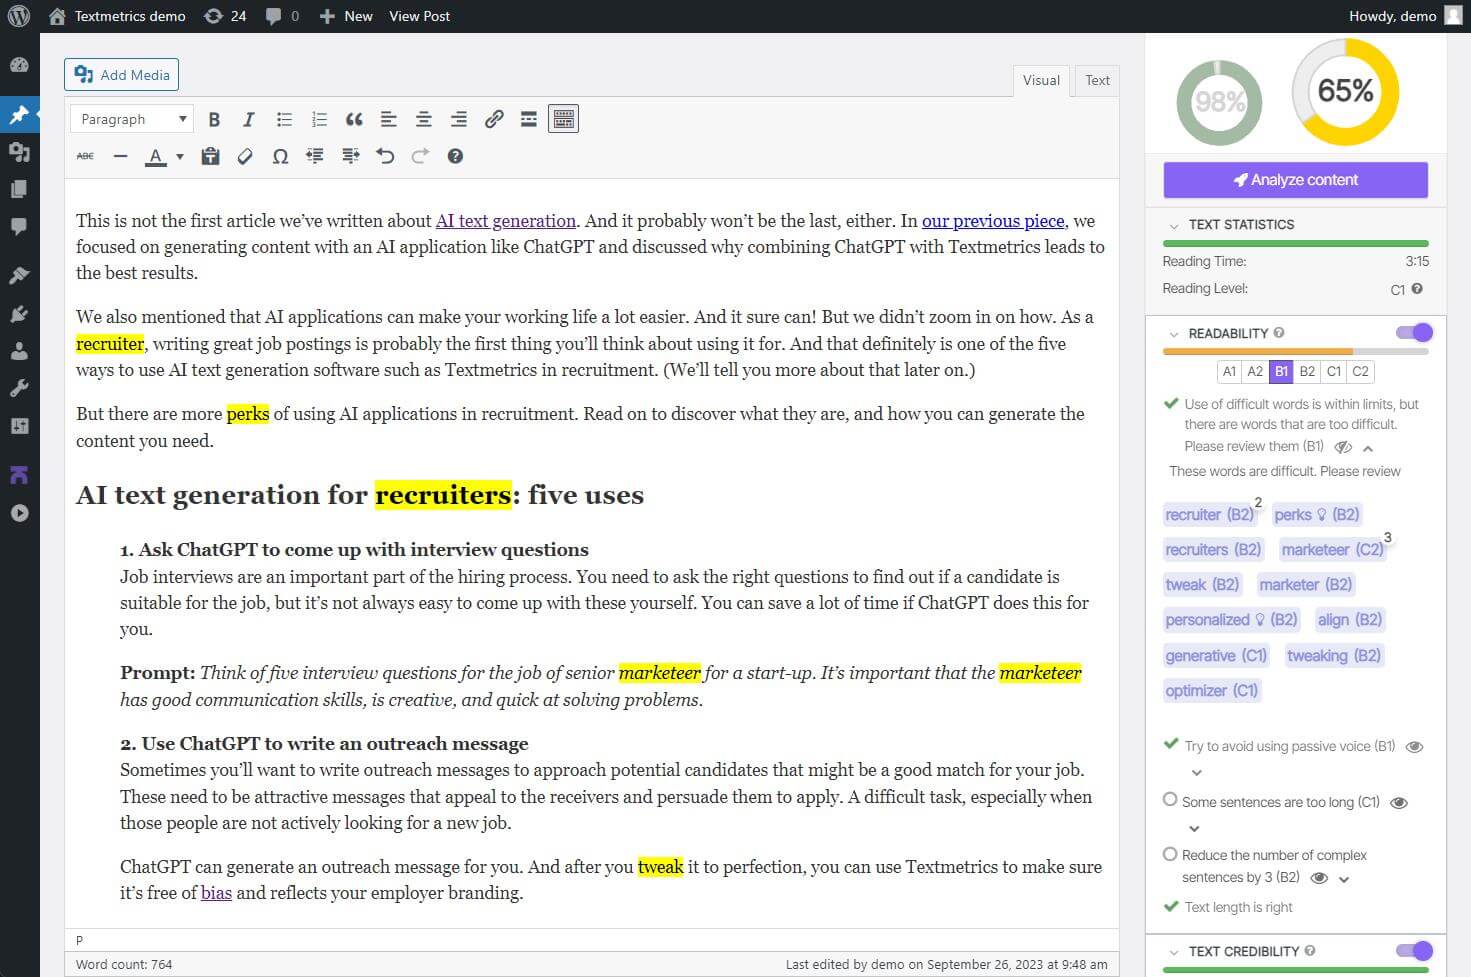 Textmetrics demo 24 0 New View Post Howdy, demo
Add Media
Visual Text
Paragraph
B I
ABC A Ω
This is not the first article we’ve written about AI text generation. And it probably won’t be the last, either. In our previous piece, we
focused on generating content with an AI application like ChatGPT and discussed why combining ChatGPT with Textmetrics leads to
the best results.
We also mentioned that AI applications can make your working life a lot easier. And it sure can! But we didn’t zoom in on how. As a
recruiter, writing great job postings is probably the first thing you’ll think about using it for. And that definitely is one of the five
ways to use AI text generation software such as Textmetrics in recruitment. (We’ll tell you more about that later on.)
But there are more perks of using AI applications in recruitment. Read on to discover what they are, and how you can generate the
content you need.
AI text generation for recruiters: five uses
1. Ask ChatGPT to come up with interview questions
Job interviews are an important part of the hiring process. You need to ask the right questions to find out if a candidate is
suitable for the job, but it’s not always easy to come up with these yourself. You can save a lot of time if ChatGPT does this for
you.
Prompt: Think of five interview questions for the job of senior marketeer for a start-up. It’s important that the marketeer
has good communication skills, is creative, and quick at solving problems.
2. Use ChatGPT to write an outreach message
Sometimes you’ll want to write outreach messages to approach potential candidates that might be a good match for your job.
These need to be attractive messages that appeal to the receivers and persuade them to apply. A difficult task, especially when
those people are not actively looking for a new job.
ChatGPT can generate an outreach message for you. And after you tweak it to perfection, you can use Textmetrics to make sure
it’s free of bias and reflects your employer branding.
P
Word count: 764 Last edited by demo on September 26, 2023 at 9:48 am
98% 65%
Analyze content
TEXT STATISTICS
Reading Time: 3:15
Reading Level: C1
READABILITY
A1 A2 B1 B2 C1 C2
Use of difficult words is within limits, but
there are words that are too difficult.
Please review them (B1)
These words are difficult. Please review
recruiter (B2) 2 perks (B2)
recruiters (B2) marketeer (C2) 3
tweak (B2) marketer (B2)
personalized (B2) align (B2)
generative (C1) tweaking (B2)
optimizer (C1)
Try to avoid using passive voice (B1)
Some sentences are too long (C1)
Reduce the number of complex
sentences by 3 (B2)
Text length is right
TEXT CREDIBILITY